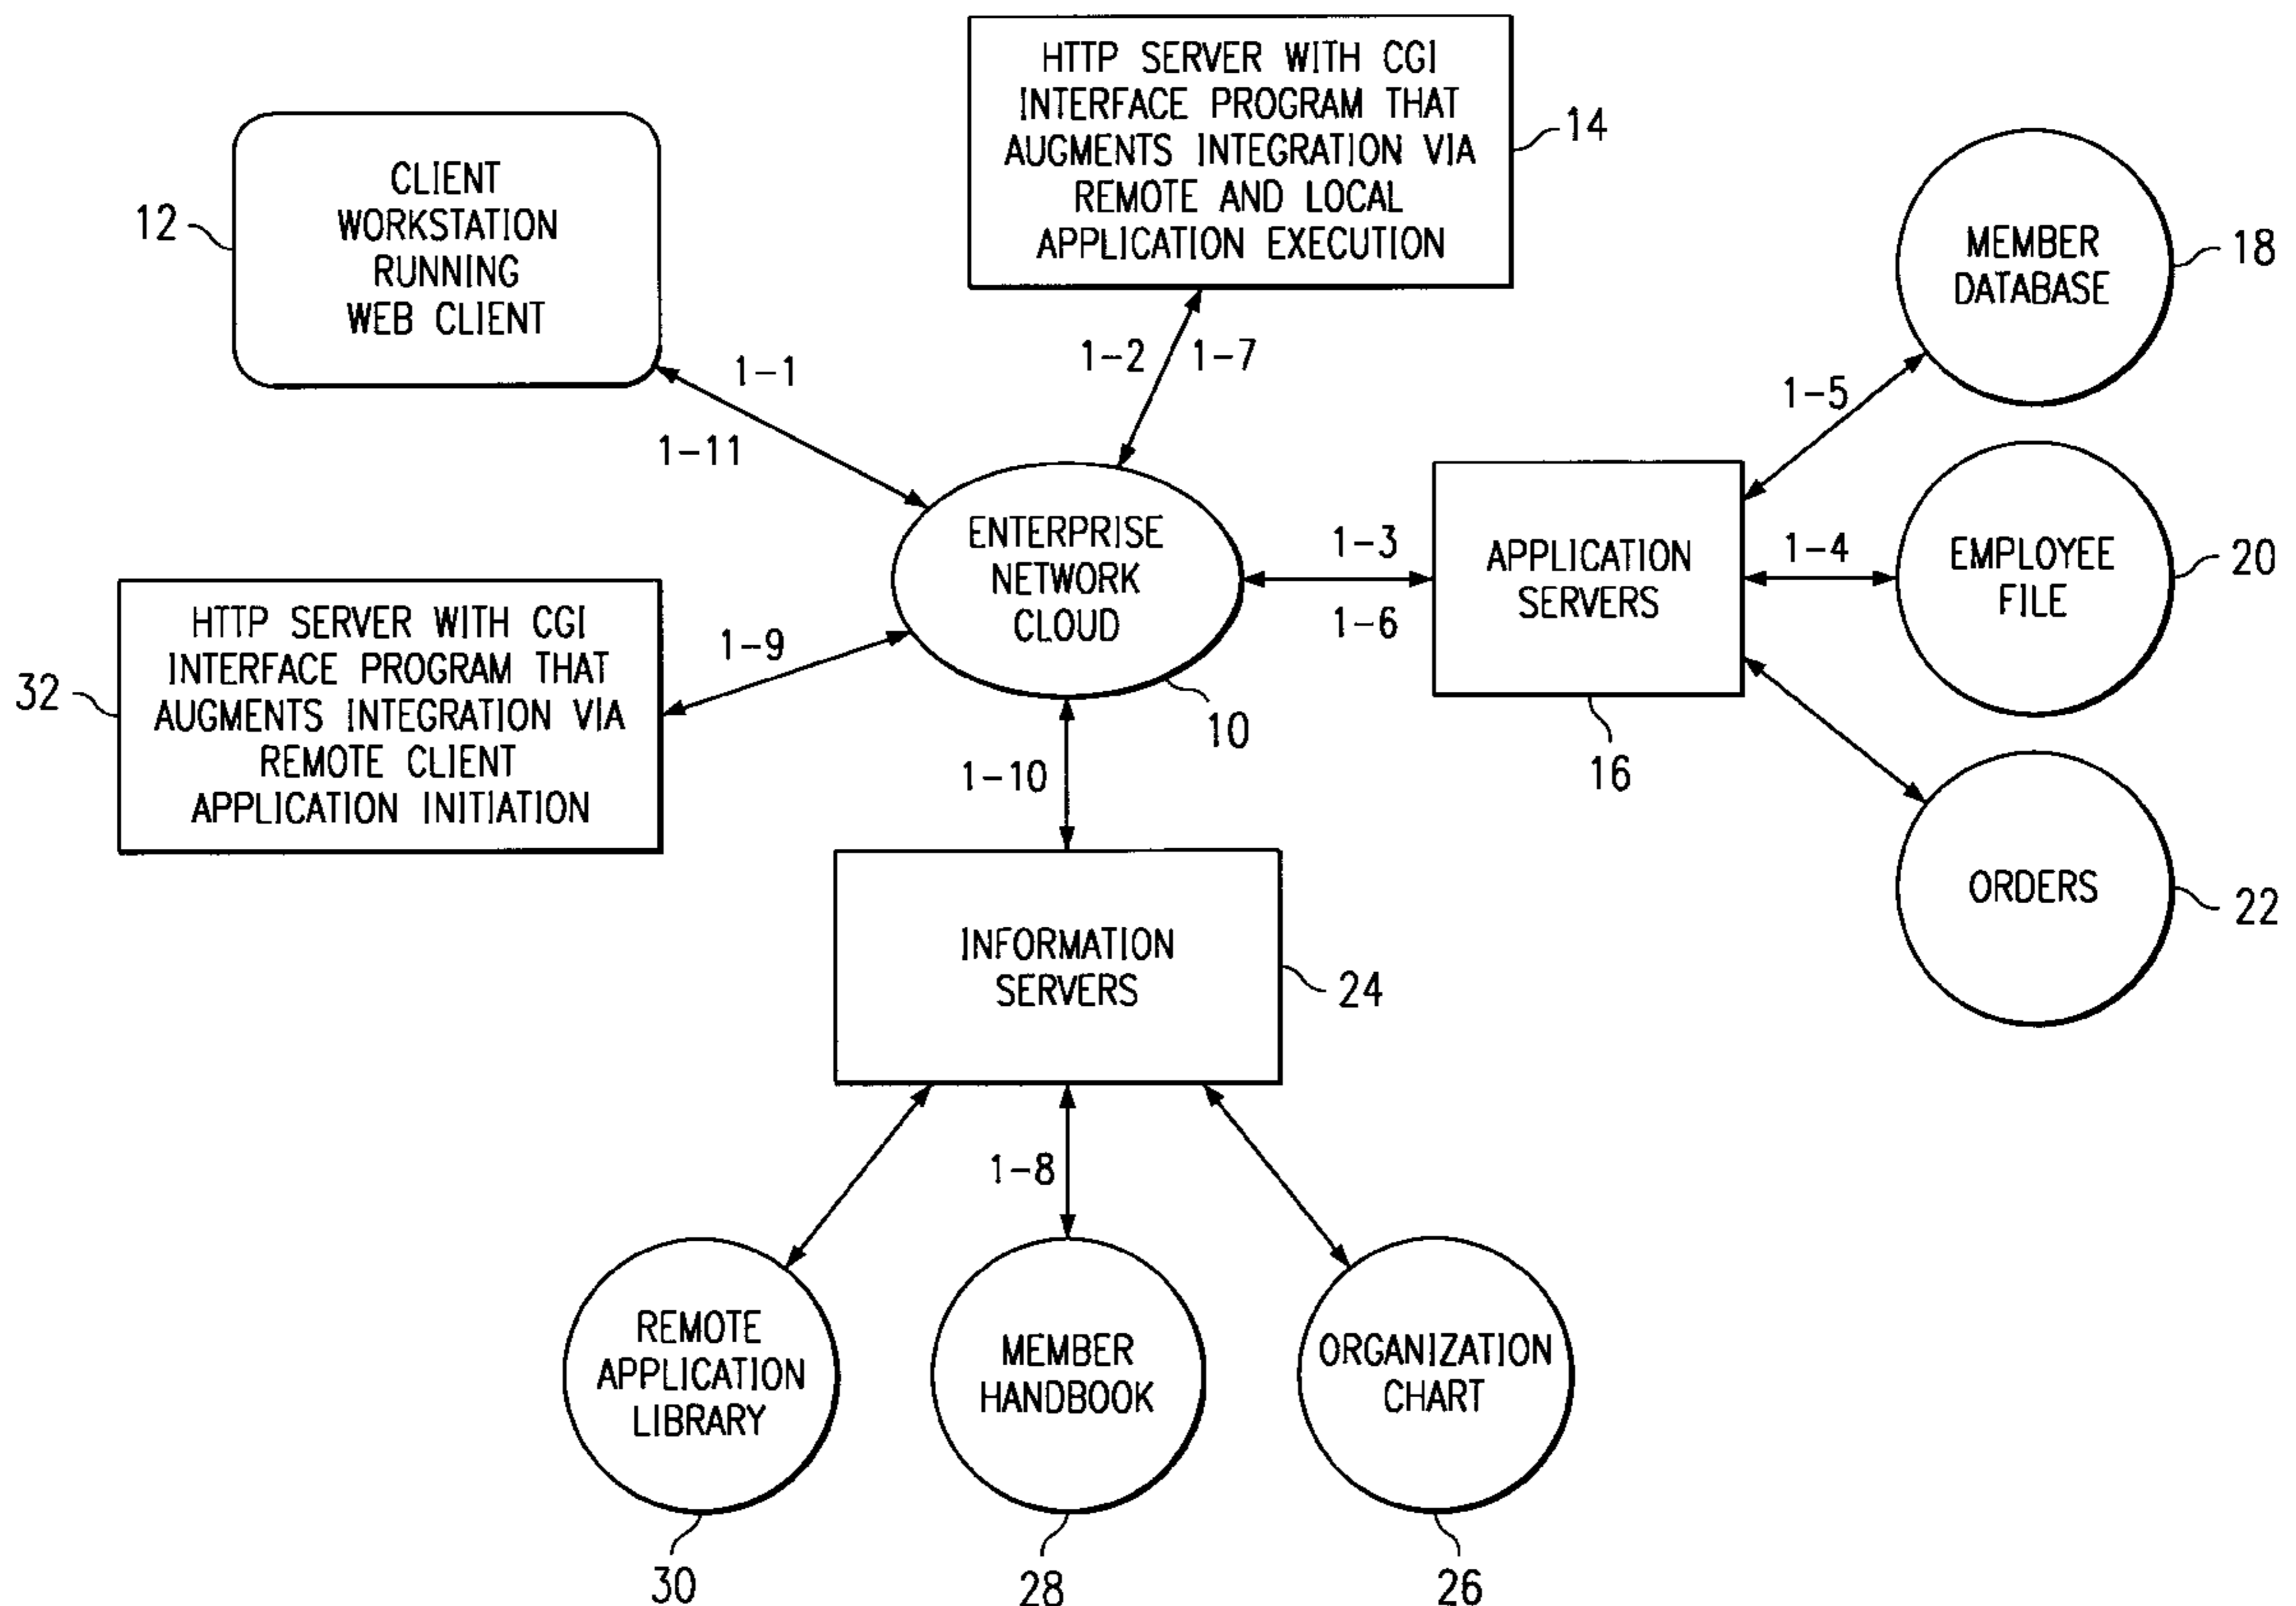 HTTP SERVER WITH CGI
INTERFACE PROGRAM THAT
AUGMENTS INTEGRATION VIA
REMOTE AND LOCAL
APPLICATION EXECUTION
14
CLIENT
WORKSTATION
RUNNING
WEB CLIENT
12
MEMBER
DATABASE
18
1-1
1-11
1-2
1-7
1-5
ENTERPRISE
NETWORK
CLOUD
10
1-3
1-6
APPLICATION
SERVERS
16
1-4
EMPLOYEE
FILE
20
HTTP SERVER WITH CGI
INTERFACE PROGRAM THAT
AUGMENTS INTEGRATION VIA
REMOTE CLIENT
APPLICATION INITIATION
32
1-9
1-10
ORDERS
22
INFORMATION
SERVERS
24
1-8
REMOTE
APPLICATION
LIBRARY
30
MEMBER
HANDBOOK
28
ORGANIZATION
CHART
26